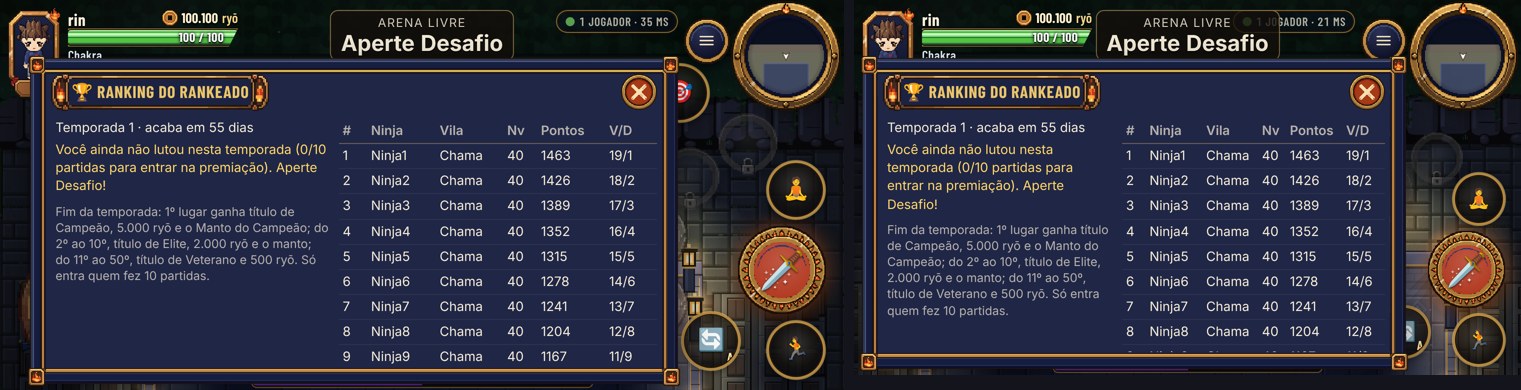 rin
100.100 ryō
100 / 100
Chakra
ARENA LIVRE
Aperte Desafio
1 JOGADOR · 35 MS
RANKING DO RANKEADO
Temporada 1 · acaba em 55 dias
Você ainda não lutou nesta temporada (0/10
partidas para entrar na premiação). Aperte
Desafio!
Fim da temporada: 1º lugar ganha título de
Campeão, 5.000 ryō e o Manto do Campeão; do
2º ao 10º, título de Elite, 2.000 ryō e o manto;
do 11º ao 50º, título de Veterano e 500 ryō. Só
entra quem fez 10 partidas.
# Ninja Vila Nv Pontos V/D
1 Ninja1 Chama 40 1463 19/1
2 Ninja2 Chama 40 1426 18/2
3 Ninja3 Chama 40 1389 17/3
4 Ninja4 Chama 40 1352 16/4
5 Ninja5 Chama 40 1315 15/5
6 Ninja6 Chama 40 1278 14/6
7 Ninja7 Chama 40 1241 13/7
8 Ninja8 Chama 40 1204 12/8
9 Ninja9 Chama 40 1167 11/9
rin
100.100 ryō
100 / 100
Chakra
ARENA LIVRE
Aperte Desafio
1 JOGADOR · 21 MS
RANKING DO RANKEADO
Temporada 1 · acaba em 55 dias
Você ainda não lutou nesta
temporada (0/10 partidas para
entrar na premiação). Aperte
Desafio!
Fim da temporada: 1º lugar ganha título
de Campeão, 5.000 ryō e o Manto do
Campeão; do 2º ao 10º, título de Elite,
2.000 ryō e o manto; do 11º ao 50º,
título de Veterano e 500 ryō. Só entra
quem fez 10 partidas.
# Ninja Vila Nv Pontos V/D
1 Ninja1 Chama 40 1463 19/1
2 Ninja2 Chama 40 1426 18/2
3 Ninja3 Chama 40 1389 17/3
4 Ninja4 Chama 40 1352 16/4
5 Ninja5 Chama 40 1315 15/5
6 Ninja6 Chama 40 1278 14/6
7 Ninja7 Chama 40 1241 13/7
8 Ninja8 Chama 40 1204 12/8